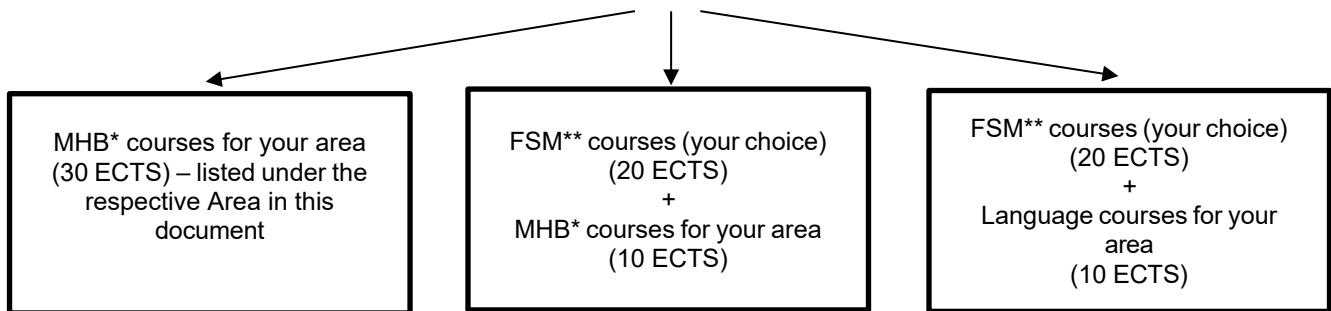 MHB* courses for your area
(30 ECTS) – listed under the
respective Area in this
document
FSM** courses (your choice)
(20 ECTS)
+
MHB* courses for your area
(10 ECTS)
FSM** courses (your choice)
(20 ECTS)
+
Language courses for your
area
(10 ECTS)